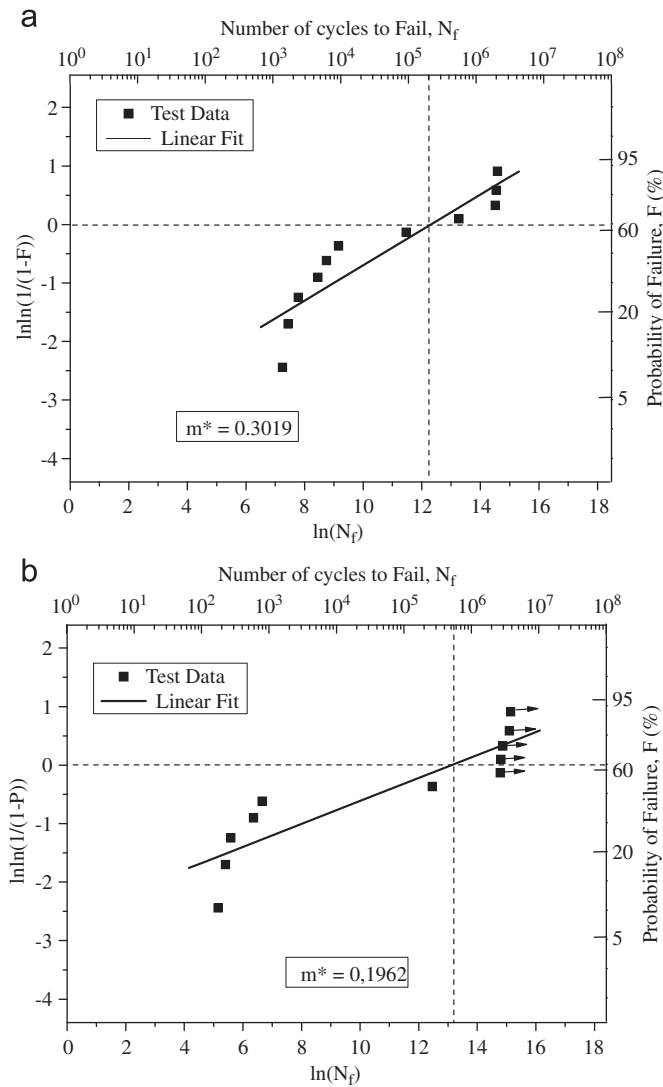 a
Number of cycles to Fail, N_f
10^0 10^1 10^2 10^3 10^4 10^5 10^6 10^7 10^8
Test Data
Linear Fit
2
1
0
-1
-2
-3
-4
lnln(1/(1-F))
95
60
20
5
Probability of Failure, F (%)
m* = 0.3019
0 2 4 6 8 10 12 14 16 18
ln(N_f)
b
Number of cycles to Fail, N_f
10^0 10^1 10^2 10^3 10^4 10^5 10^6 10^7 10^8
Test Data
Linear Fit
2
1
0
-1
-2
-3
-4
lnln(1/(1-P))
95
60
20
5
Probability of Failure, F (%)
m* = 0,1962
0 2 4 6 8 10 12 14 16 18
ln(N_f)